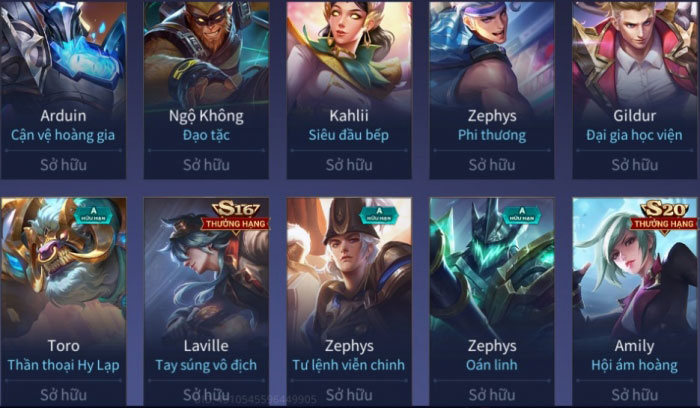 Arduin
Cận vệ hoàng gia
Sở hữu
Ngộ Không
Đạo tặc
Sở hữu
Kahlii
Siêu đầu bếp
Sở hữu
Zephys
Phi thương
Sở hữu
Gildur
Đại gia học viện
Sở hữu
A
HỮU HẠN
Toro
Thần thoại Hy Lạp
Sở hữu
S16
THƯỞNG HẠNG
Laville
Tay súng vô địch
Sở hữu
A
HỮU HẠN
Zephys
Tư lệnh viễn chinh
Sở hữu
A
HỮU HẠN
Zephys
Oán linh
Sở hữu
S20
THƯỞNG HẠNG
Amily
Hội ám hoàng
Sở hữu